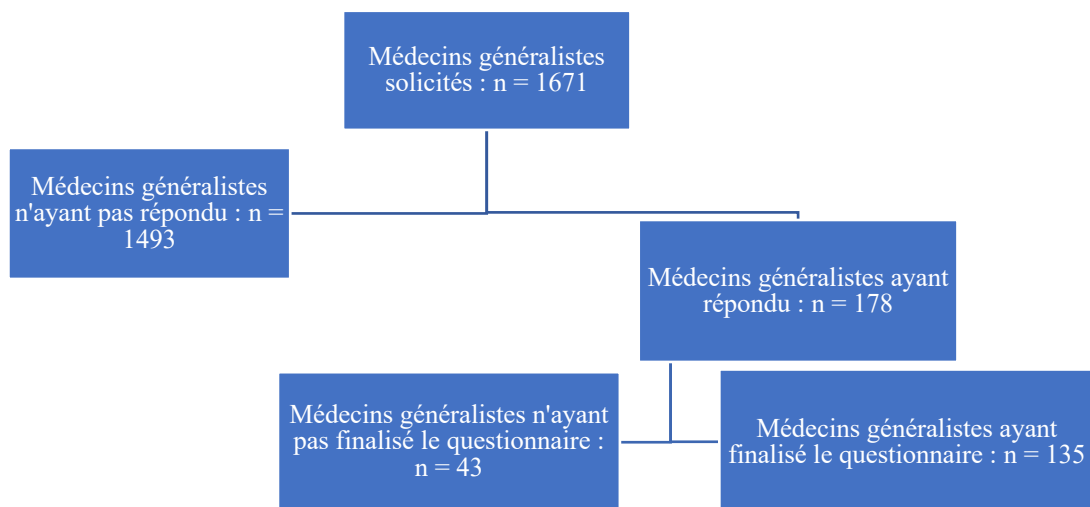 Médecins généralistes
solicités : n = 1671
Médecins généralistes
n'ayant pas répondu : n =
1493
Médecins généralistes ayant
répondu : n = 178
Médecins généralistes n'ayant
pas finalisé le questionnaire :
n = 43
Médecins généralistes ayant
finalisé le questionnaire : n = 135